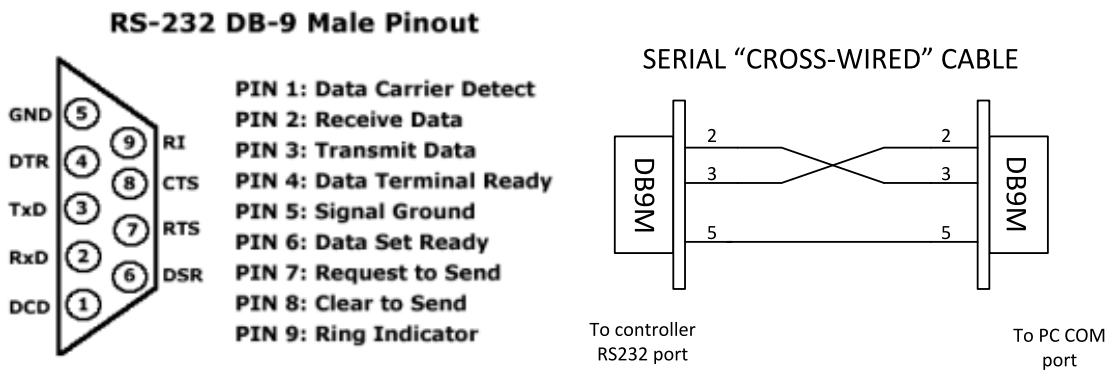 RS-232 DB-9 Male Pinout
GND
5
9
RI
DTR
4
8
CTS
TxD
3
7
RTS
RxD
2
6
DSR
DCD
1
PIN 1: Data Carrier Detect
PIN 2: Receive Data
PIN 3: Transmit Data
PIN 4: Data Terminal Ready
PIN 5: Signal Ground
PIN 6: Data Set Ready
PIN 7: Request to Send
PIN 8: Clear to Send
PIN 9: Ring Indicator
SERIAL “CROSS-WIRED” CABLE
DB9M
2
2
3
3
5
5
DB9M
To controller
RS232 port
To PC COM
port